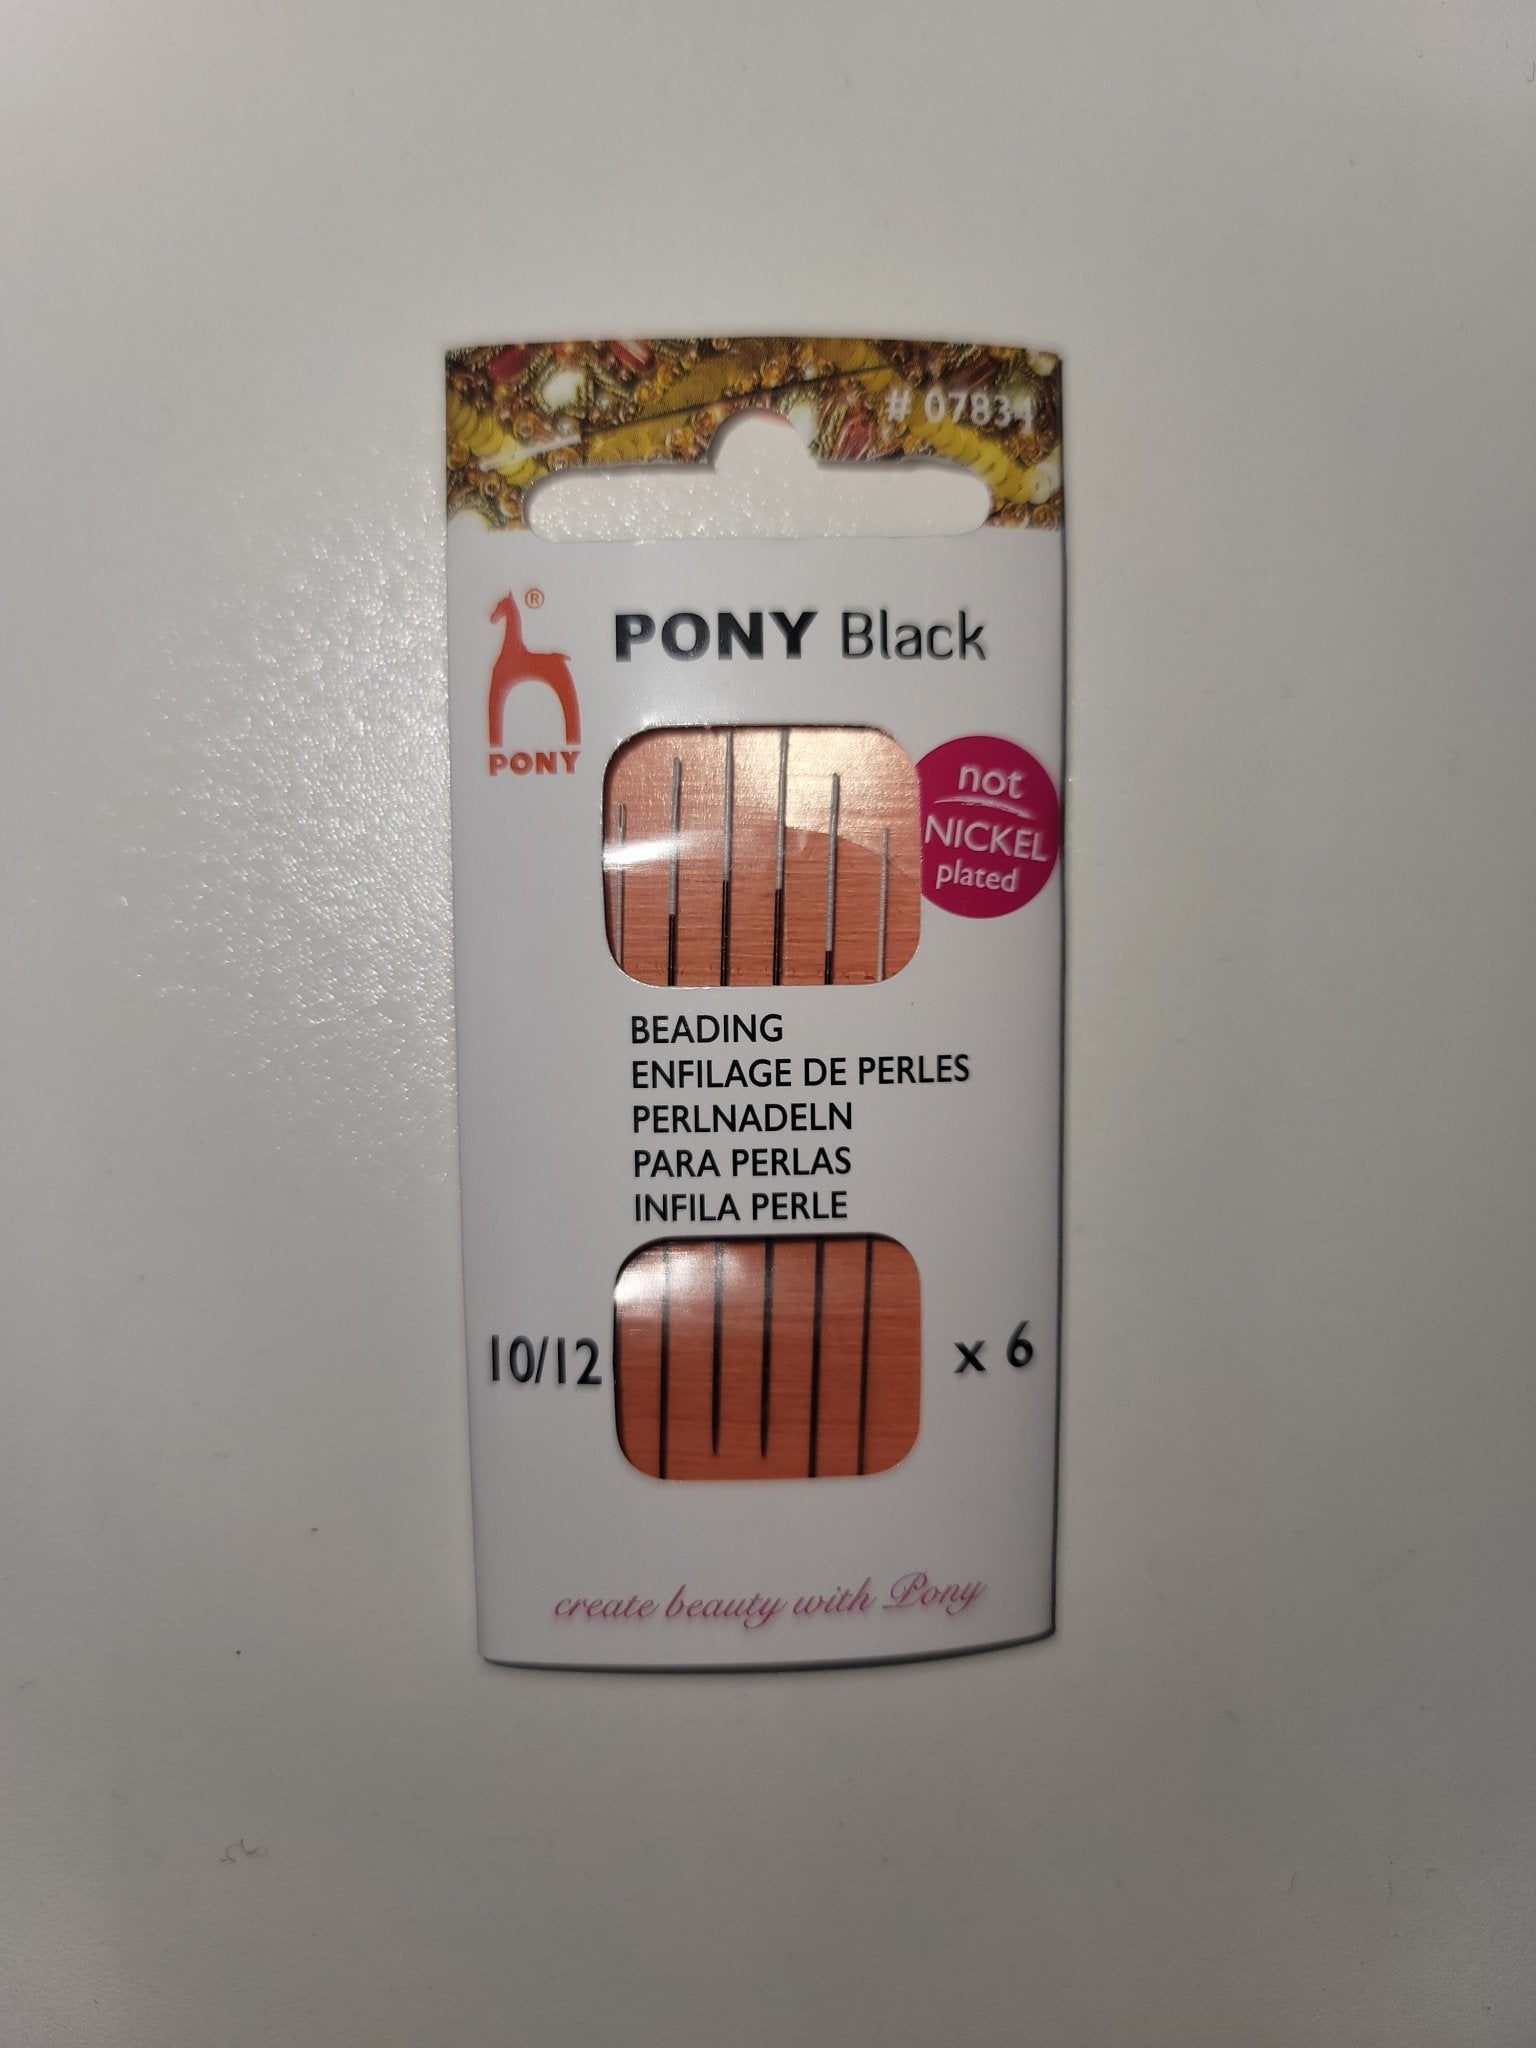 # 07834
®
PONY Black
PONY
not
NICKEL
plated
BEADING
ENFILAGE DE PERLES
PERLNADELN
PARA PERLAS
INFILA PERLE
10/12
x 6
create beauty with Pony